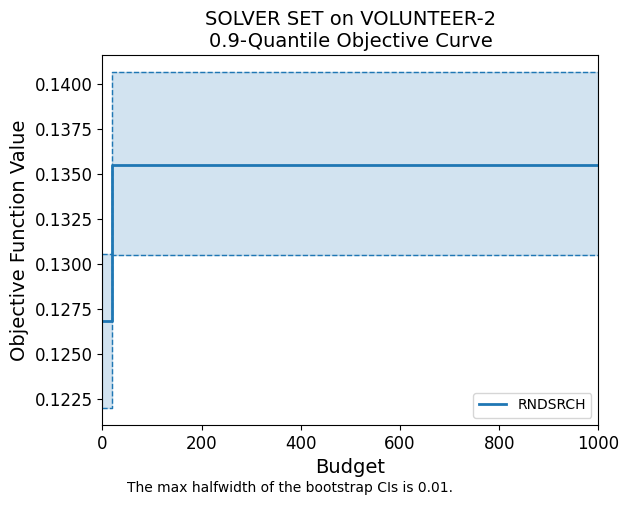 SOLVER SET on VOLUNTEER-2
0.9-Quantile Objective Curve
Objective Function Value
0.1400
0.1375
0.1350
0.1325
0.1300
0.1275
0.1250
0.1225
RNDSRCH
0 200 400 600 800 1000
Budget
The max halfwidth of the bootstrap CIs is 0.01.